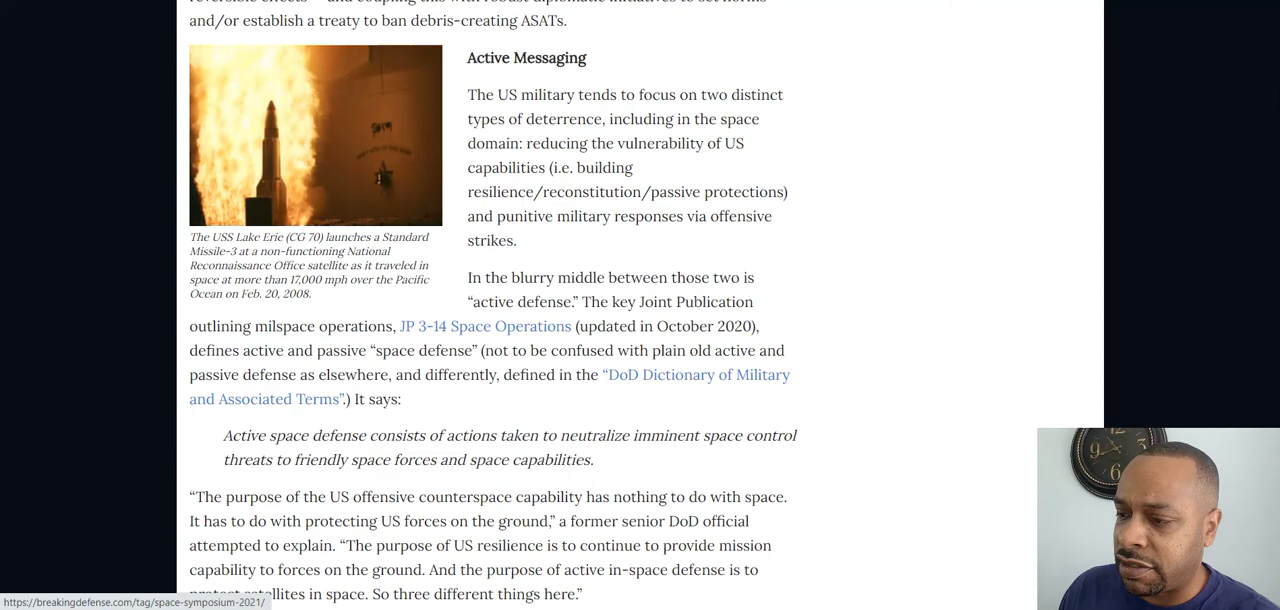 and/or establish a treaty to ban debris-creating ASATs.
Active Messaging
The US military tends to focus on two distinct
types of deterrence, including in the space
domain: reducing the vulnerability of US
capabilities (i.e. building
resilience/reconstitution/passive protections)
and punitive military responses via offensive
strikes.
The USS Lake Erie (CG 70) launches a Standard
Missile-3 at a non-functioning National
Reconnaissance Office satellite as it traveled in
space at more than 17,000 mph over the Pacific
Ocean on Feb. 20, 2008.
In the blurry middle between those two is
“active defense.” The key Joint Publication
outlining milspace operations, JP 3-14 Space Operations (updated in October 2020),
defines active and passive “space defense” (not to be confused with plain old active and
passive defense as elsewhere, and differently, defined in the “DoD Dictionary of Military
and Associated Terms”.) It says:
Active space defense consists of actions taken to neutralize imminent space control
threats to friendly space forces and space capabilities.
“The purpose of the US offensive counterspace capability has nothing to do with space.
It has to do with protecting US forces on the ground,” a former senior DoD official
attempted to explain. “The purpose of US resilience is to continue to provide mission
capability to forces on the ground. And the purpose of active in-space defense is to
protect satellites in space. So three different things here.”
https://breakingdefense.com/tag/space-symposium-2021/
9
12
3
6